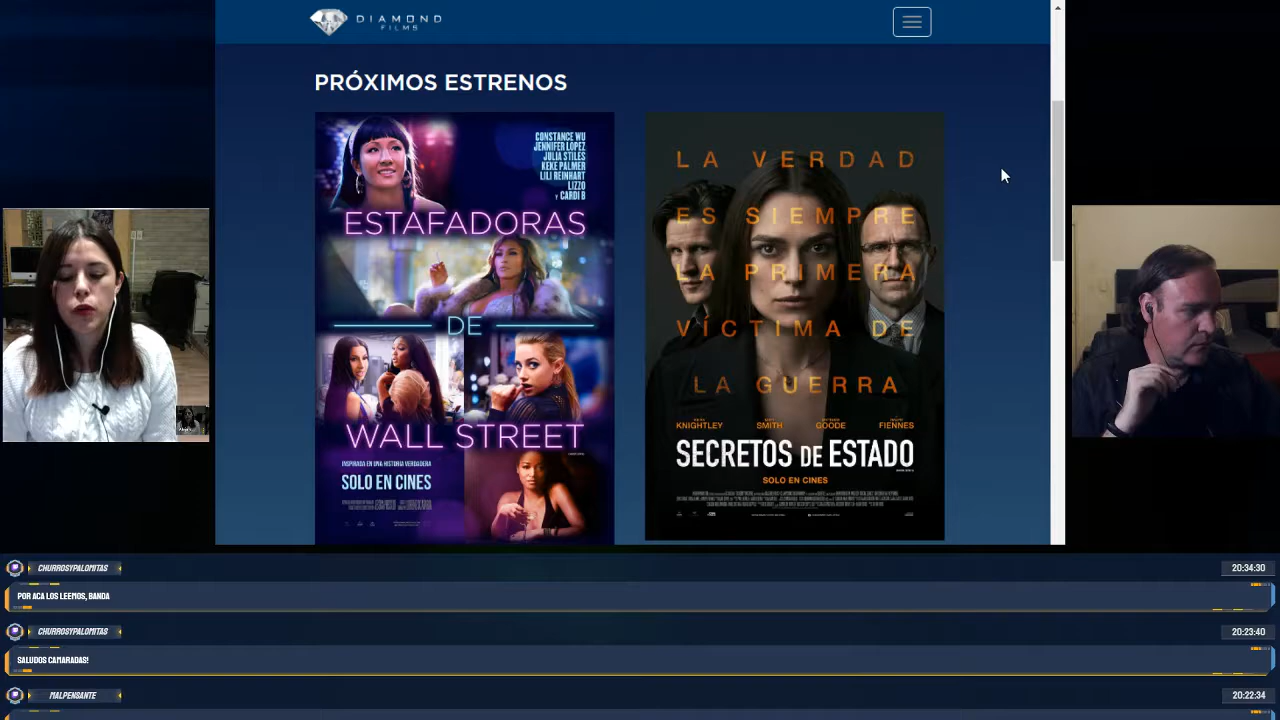 DIAMOND
FILMS
PRÓXIMOS ESTRENOS
CONSTANCE WU
JENNIFER LOPEZ
JULIA STILES
KEKE PALMER
LILI REINHART
LIZZO
Y CARDI B
ESTAFADORAS
DE
WALL STREET
INSPIRADA EN UNA HISTORIA VERDADERA
SOLO EN CINES
LA VERDAD
ES SIEMPRE
LA PRIMERA
VÍCTIMA DE
LA GUERRA
KNIGHTLEY
SMITH
GOODE
FIENNES
SECRETOS DE ESTADO
SOLO EN CINES
CHURROSYPALOMITAS
20:34:30
POR ACA LOS LEEMOS, BANDA
CHURROSYPALOMITAS
20:23:40
SALUDOS CAMARADAS!
MALPENSANTE
20:22:34